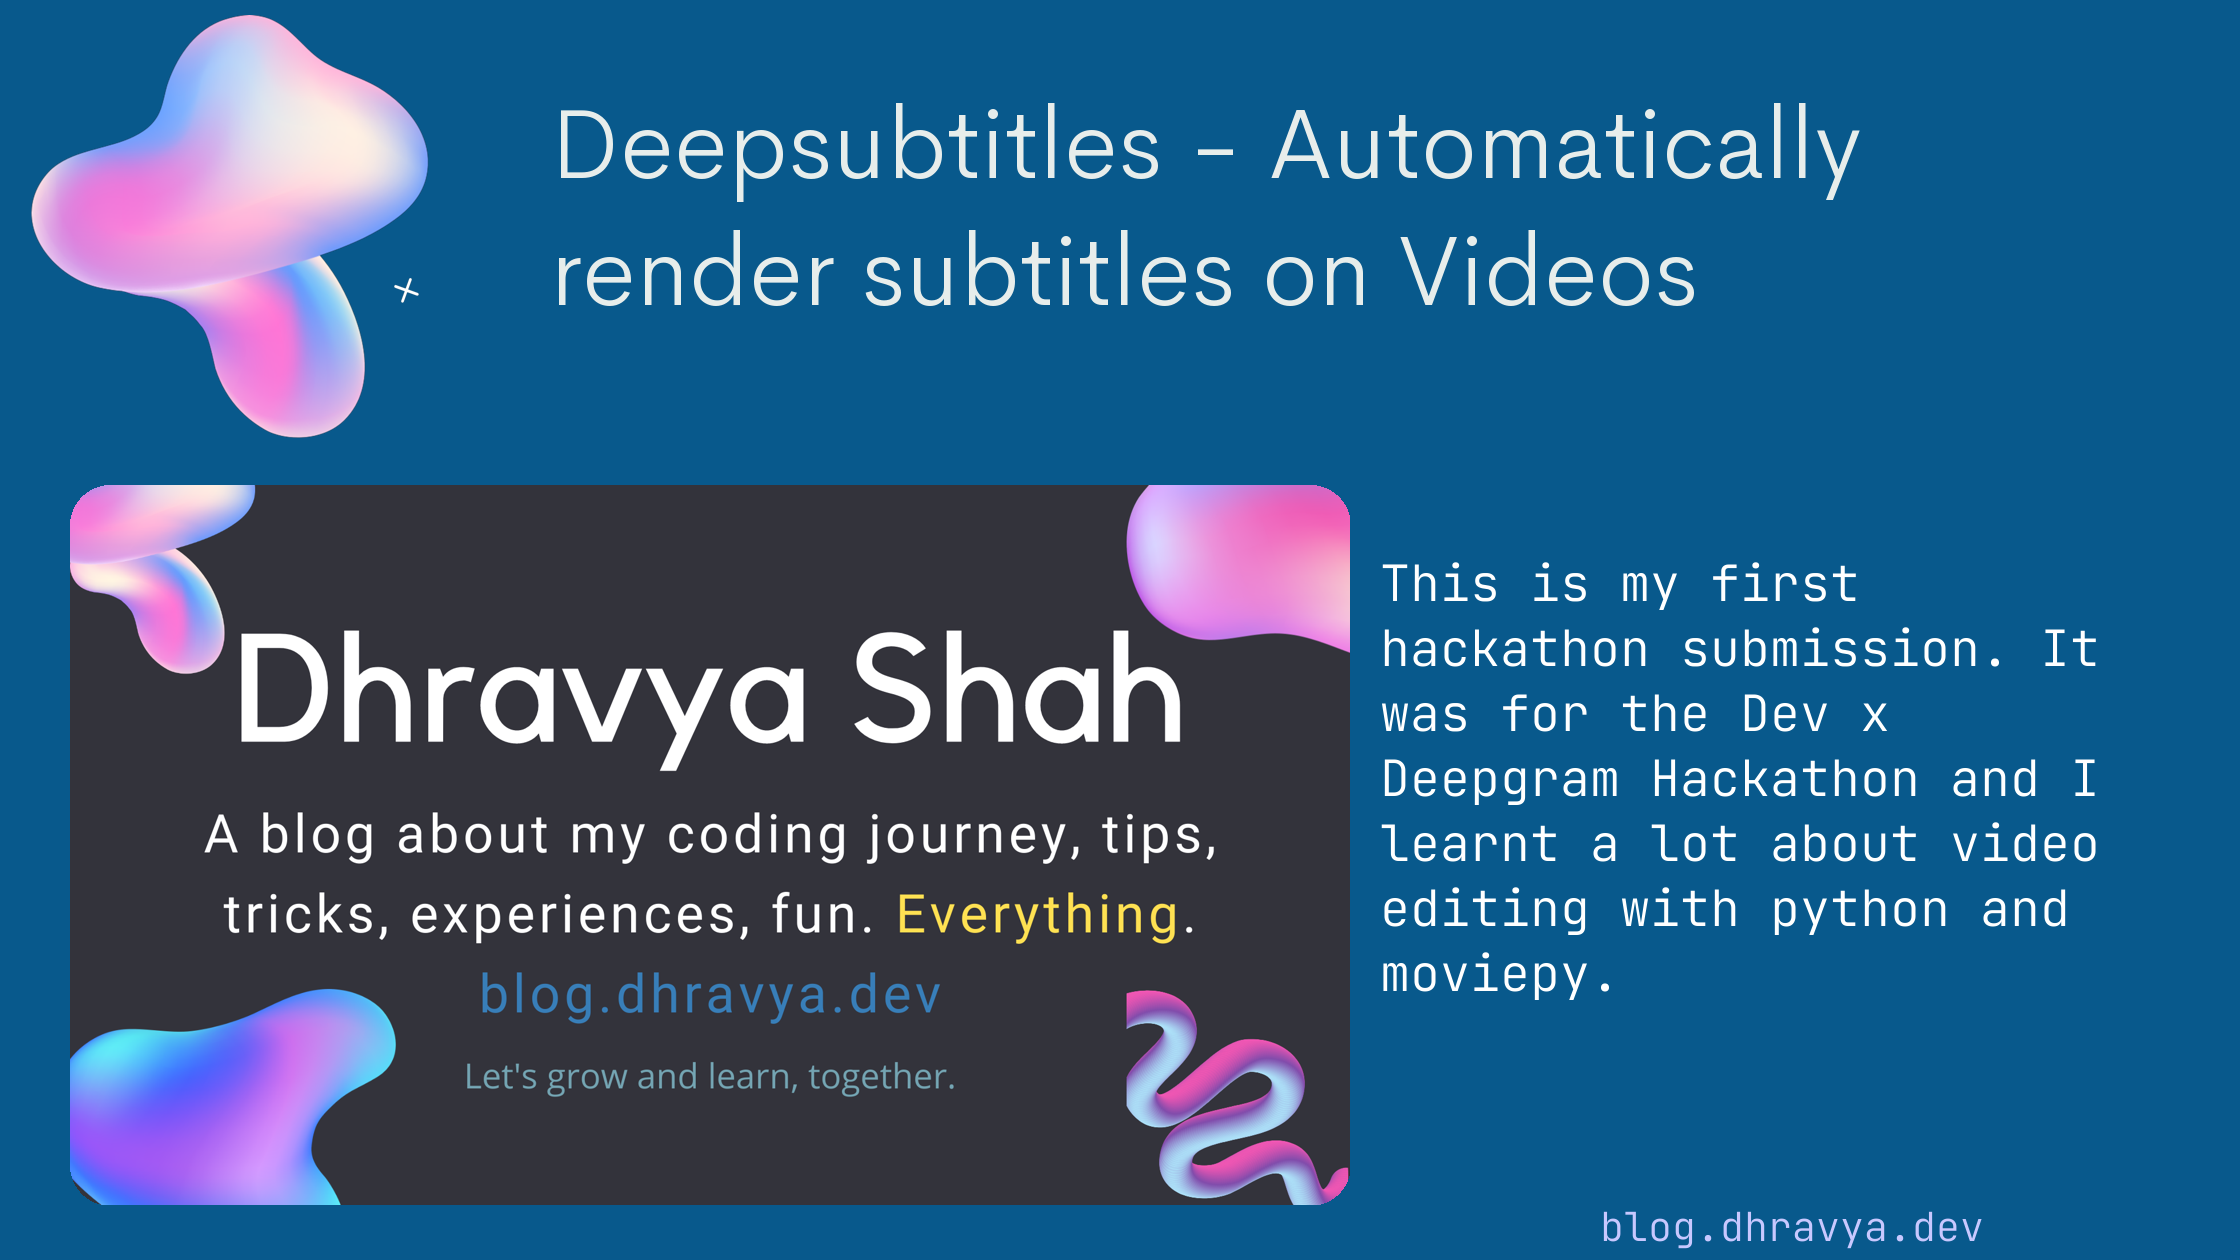 Deepsubtitles - Automatically
render subtitles on Videos
Dhravya Shah
A blog about my coding journey, tips,
tricks, experiences, fun. Everything.
blog.dhravya.dev
Let's grow and learn, together.
This is my first
hackathon submission. It
was for the Dev x
Deepgram Hackathon and I
learnt a lot about video
editing with python and
moviepy.
blog.dhravya.dev